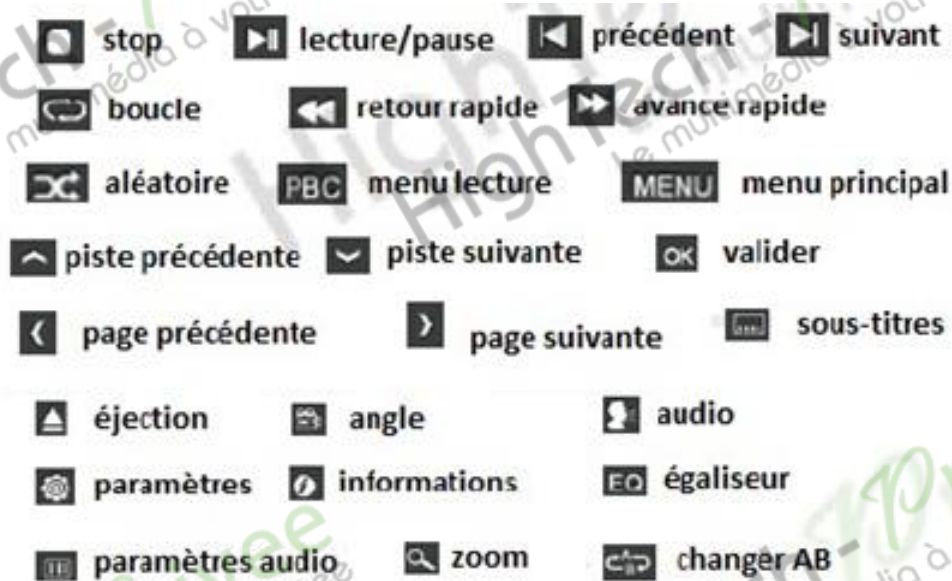 stop lecture/pause précédent suivant
boucle retour rapide avance rapide
aléatoire PBC menu lecture MENU menu principal
piste précédente piste suivante OK valider
page précédente page suivante sous-titres
éjection angle audio
paramètres informations EQ égaliseur
paramètres audio zoom changer AB